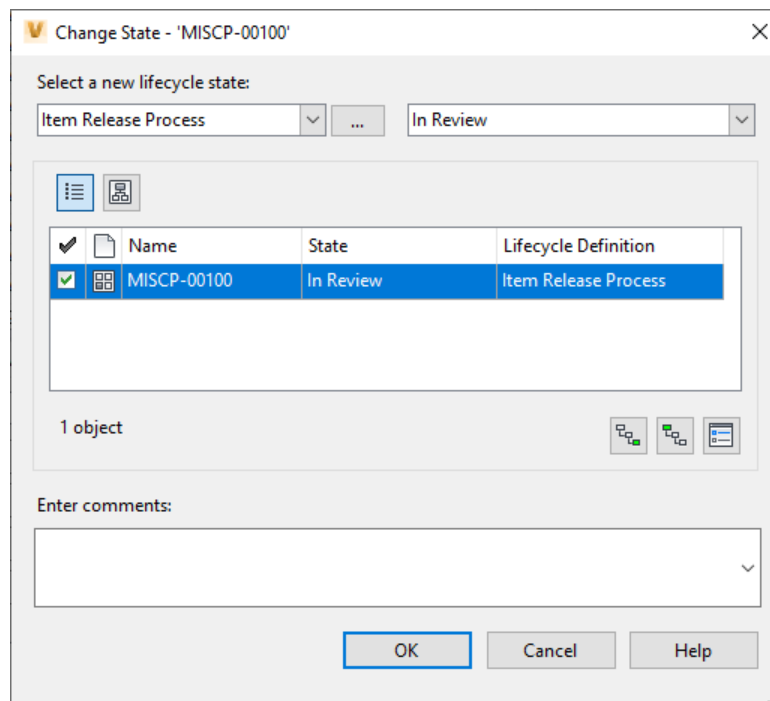 Change State - 'MISCP-00100'
Select a new lifecycle state:
Item Release Process ... In Review
Name State Lifecycle Definition
MISCP-00100 In Review Item Release Process
1 object
Enter comments:
OK Cancel Help